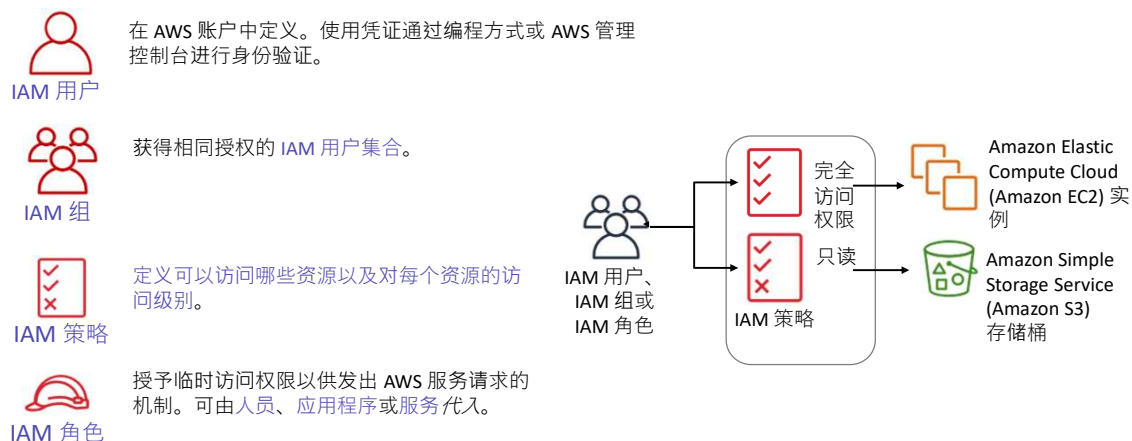 在 AWS 账户中定义。使用凭证通过编程方式或 AWS 管理
控制台进行身份验证。
IAM 用户
获得相同授权的 IAM 用户集合。
IAM 组
定义可以访问哪些资源以及对每个资源的访
问级别。
IAM 策略
授予临时访问权限以供发出 AWS 服务请求的
机制。可由人员、应用程序或服务代入。
IAM 角色
IAM 用户、
IAM 组或
IAM 角色
完全
访问
权限
只读
IAM 策略
Amazon Elastic
Compute Cloud
(Amazon EC2) 实
例
Amazon Simple
Storage Service
(Amazon S3)
存储桶